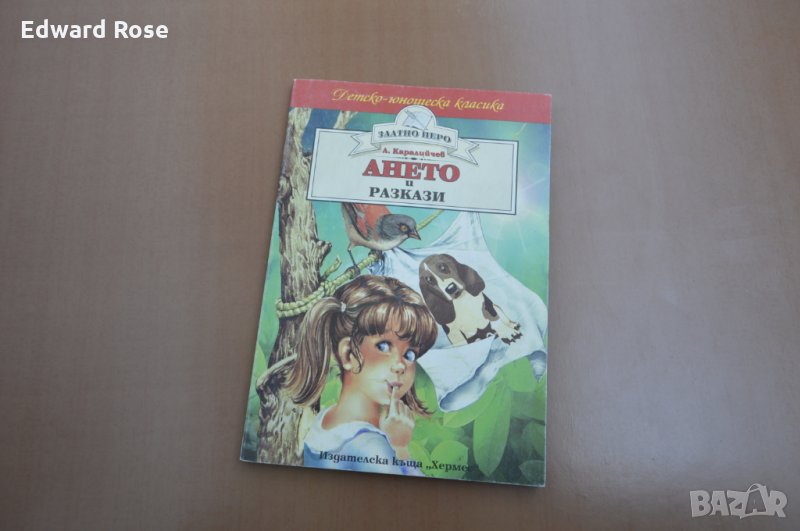 Edward Rose
Детско-юношеска класика
ЗЛАТНО ПЕРО
А. Каралийчев
АНЕТО
и
РАЗКАЗИ
Издателска къща „Хермес
BAZAR